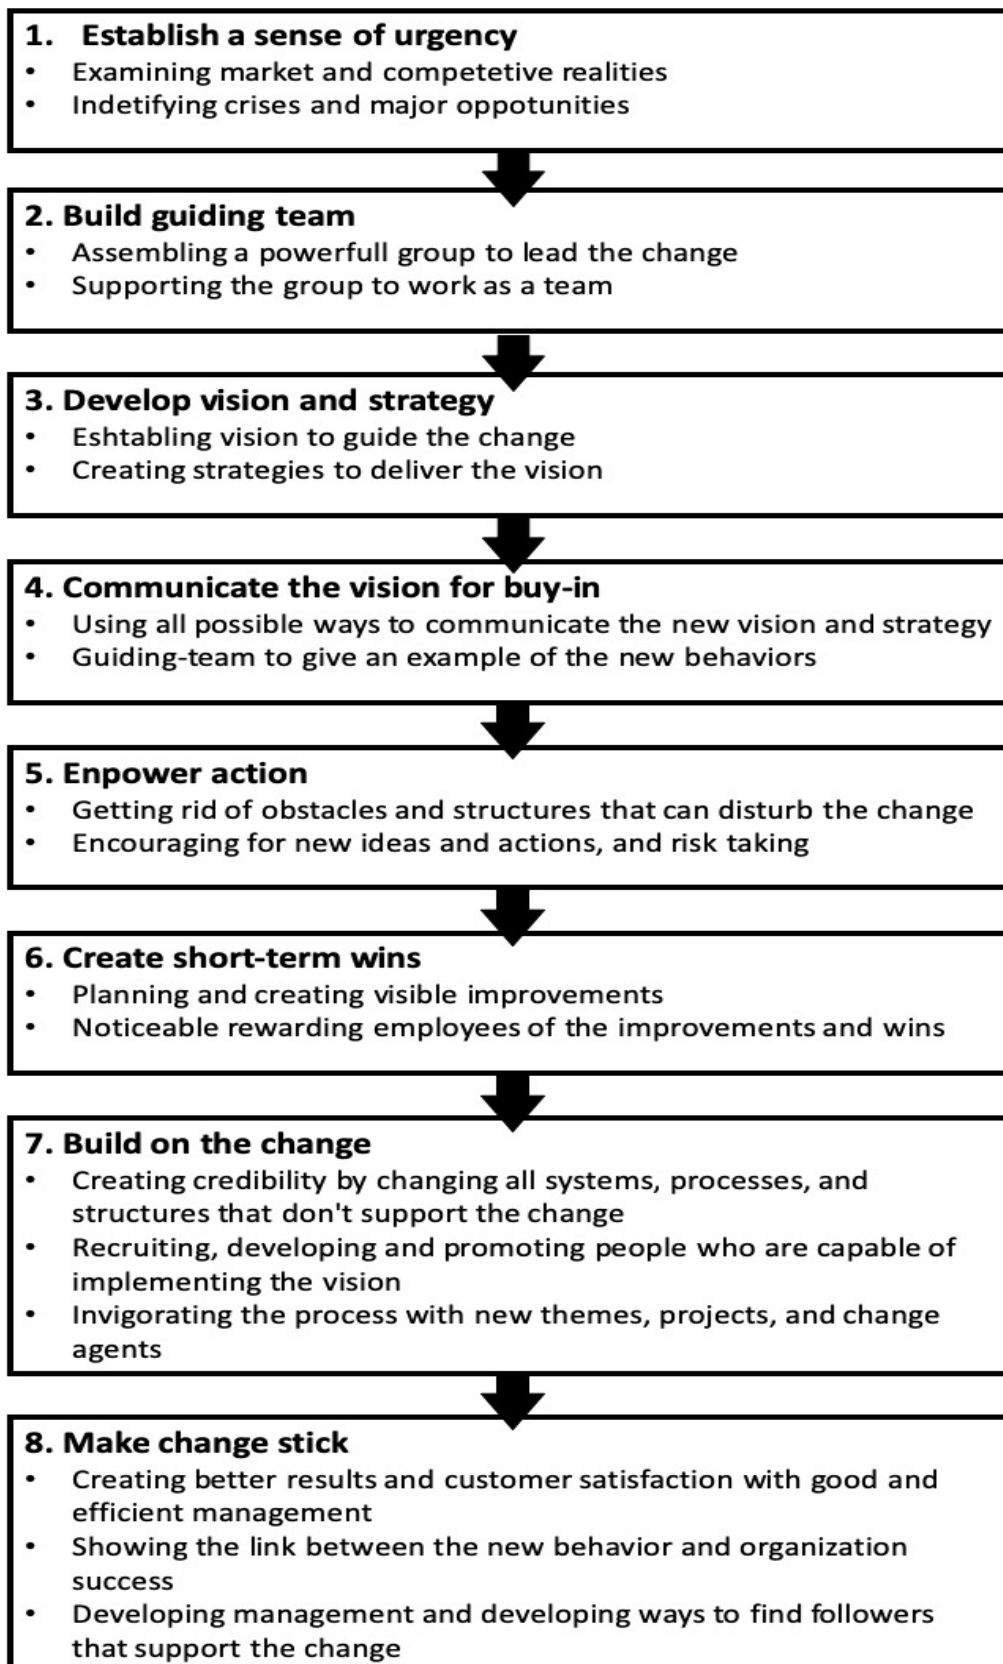 1. Establish a sense of urgency
• Examining market and competetive realities
• Indetifying crises and major oppotunities
2. Build guiding team
• Assembling a powerfull group to lead the change
• Supporting the group to work as a team
3. Develop vision and strategy
• Eshtabling vision to guide the change
• Creating strategies to deliver the vision
4. Communicate the vision for buy-in
• Using all possible ways to communicate the new vision and strategy
• Guiding-team to give an example of the new behaviors
5. Enpower action
• Getting rid of obstacles and structures that can disturb the change
• Encouraging for new ideas and actions, and risk taking
6. Create short-term wins
• Planning and creating visible improvements
• Noticeable rewarding employees of the improvements and wins
7. Build on the change
• Creating credibility by changing all systems, processes, and
structures that don't support the change
• Recruiting, developing and promoting people who are capable of
implementing the vision
• Invigorating the process with new themes, projects, and change
agents
8. Make change stick
• Creating better results and customer satisfaction with good and
efficient management
• Showing the link between the new behavior and organization
success
• Developing management and developing ways to find followers
that support the change